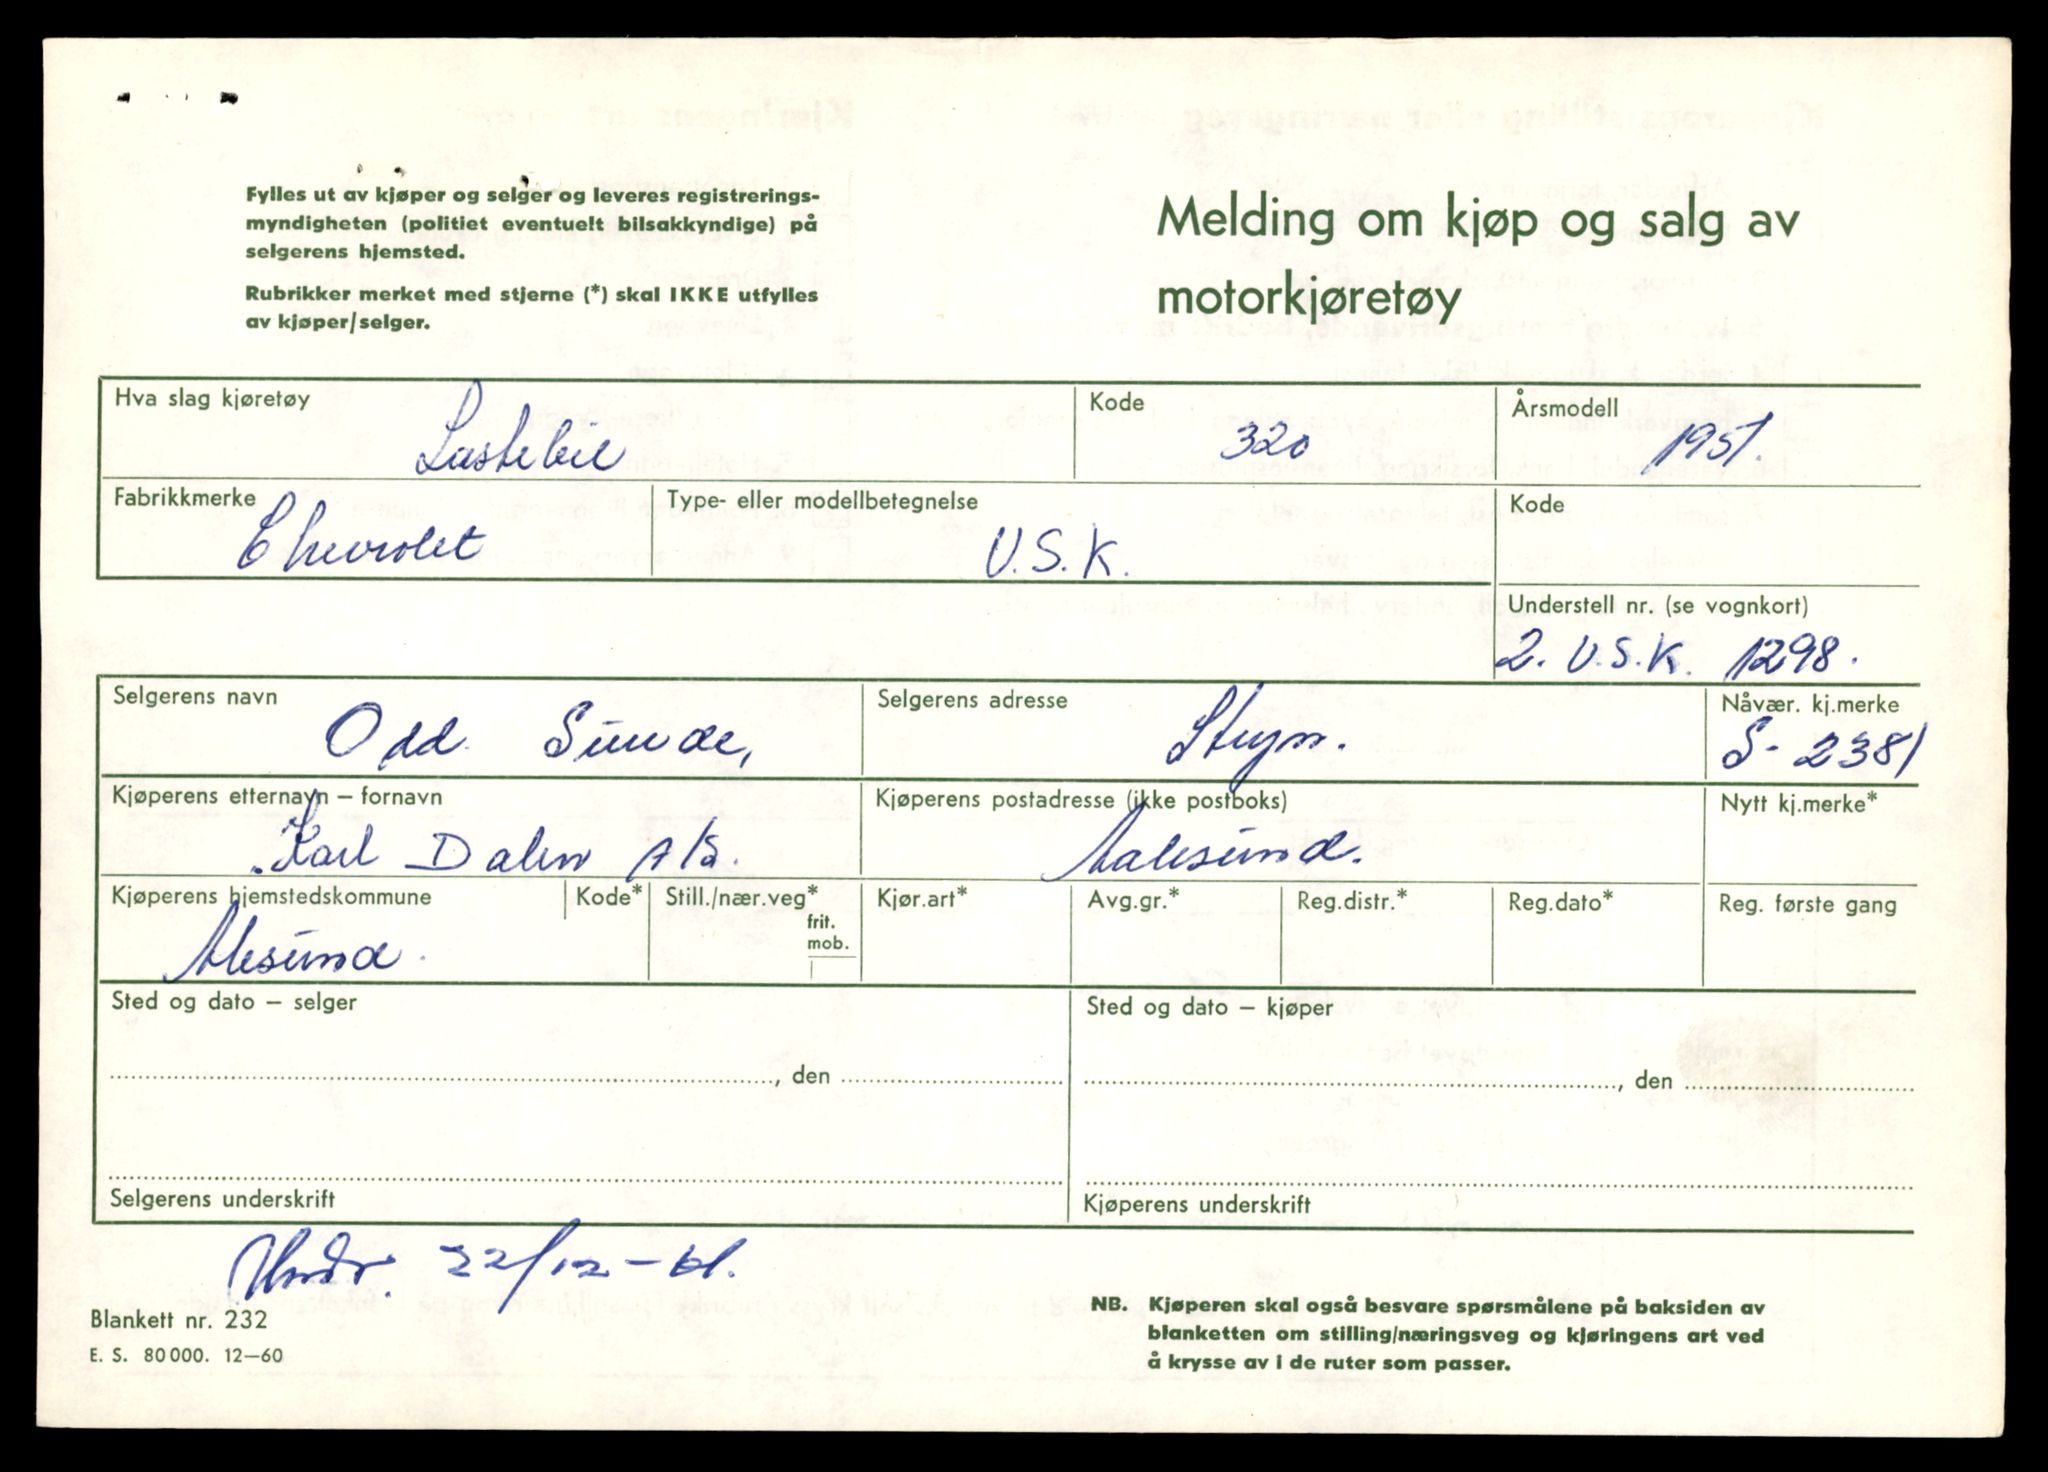 Fylles ut av kjøper og selger og leveres registrerings-
myndigheten (politiet eventuelt bilsakkyndige) på
selgerens hjemsted.
Rubrikker merket med stjerne (*) skal IKKE utfylles
av kjøper/selger.
Melding om kjøp og salg av
motorkjøretøy
Hva slag kjøretøy
Lastebil
Kode
320
Årsmodell
1951.
Fabrikkmerke
Chevrolet
Type- eller modellbetegnelse
U.S.K.
Kode
Understell nr. (se vognkort)
2. U.S.K. 1298.
Selgerens navn
Odd Sunde,
Selgerens adresse
Stryn.
Nåvær. kj.merke
S-2381
Kjøperens etternavn – fornavn
Karl Dalen A/S.
Kjøperens postadresse (ikke postboks)
Aalesund.
Nytt kj.merke*
Kjøperens hjemstedskommune
Alesund.
Kode*
Still./nær.veg*
frit.
mob.
Kjør.art*
Avg.gr.*
Reg.distr.*
Reg.dato*
Reg. første gang
Sted og dato – selger
, den
Sted og dato – kjøper
, den
Selgerens underskrift
Kjøperens underskrift
22/12-61.
Blankett nr. 232
E. S. 80 000. 12—60
NB. Kjøperen skal også besvare spørsmålene på baksiden av
blanketten om stilling/næringsveg og kjøringens art ved
å krysse av i de ruter som passer.